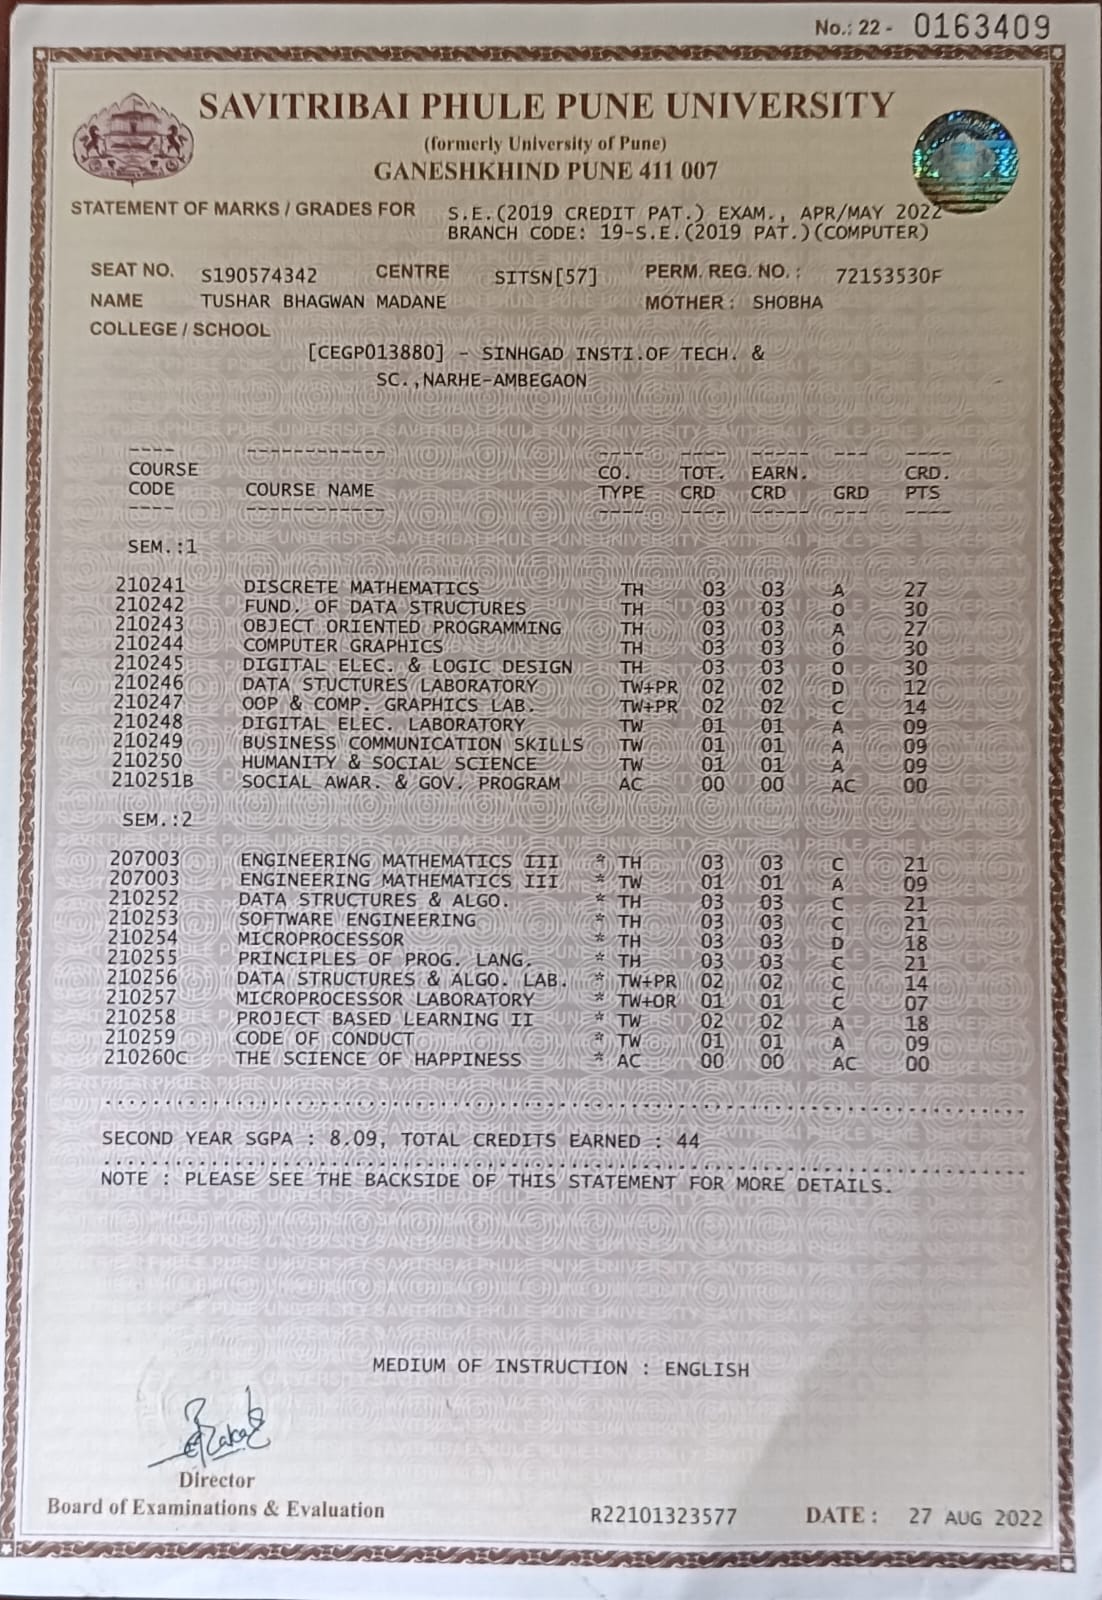 No.: 22 - 0163409
SAVITRIBAI PHULE PUNE UNIVERSITY
(formerly University of Pune)
GANESHKHIND PUNE 411 007
STATEMENT OF MARKS / GRADES FOR S.E.(2019 CREDIT PAT.) EXAM., APR/MAY 2022
BRANCH CODE: 19-S.E.(2019 PAT.)(COMPUTER)
SEAT NO. S190574342 CENTRE SITSN[57] PERM. REG. NO. : 72153530F
NAME TUSHAR BHAGWAN MADANE MOTHER : SHOBHA
COLLEGE / SCHOOL
[CEGP013880] - SINHGAD INSTI.OF TECH. &
SC.,NARHE-AMBEGAON
COURSE CO. TOT. EARN. CRD.
CODE COURSE NAME TYPE CRD CRD GRD PTS
SEM.:1
210241 DISCRETE MATHEMATICS TH 03 03 A 27
210242 FUND. OF DATA STRUCTURES TH 03 03 O 30
210243 OBJECT ORIENTED PROGRAMMING TH 03 03 A 27
210244 COMPUTER GRAPHICS TH 03 03 O 30
210245 DIGITAL ELEC. & LOGIC DESIGN TH 03 03 O 30
210246 DATA STUCTURES LABORATORY TW+PR 02 02 D 12
210247 OOP & COMP. GRAPHICS LAB. TW+PR 02 02 C 14
210248 DIGITAL ELEC. LABORATORY TW 01 01 A 09
210249 BUSINESS COMMUNICATION SKILLS TW 01 01 A 09
210250 HUMANITY & SOCIAL SCIENCE TW 01 01 A 09
210251B SOCIAL AWAR. & GOV. PROGRAM AC 00 00 AC 00
SEM.:2
207003 ENGINEERING MATHEMATICS III * TH 03 03 C 21
207003 ENGINEERING MATHEMATICS III * TW 01 01 A 09
210252 DATA STRUCTURES & ALGO. * TH 03 03 C 21
210253 SOFTWARE ENGINEERING * TH 03 03 C 21
210254 MICROPROCESSOR * TH 03 03 D 18
210255 PRINCIPLES OF PROG. LANG. * TH 03 03 C 21
210256 DATA STRUCTURES & ALGO. LAB. * TW+PR 02 02 C 14
210257 MICROPROCESSOR LABORATORY * TW+OR 01 01 C 07
210258 PROJECT BASED LEARNING II * TW 02 02 A 18
210259 CODE OF CONDUCT * TW 01 01 A 09
210260C THE SCIENCE OF HAPPINESS * AC 00 00 AC 00
SECOND YEAR SGPA : 8.09, TOTAL CREDITS EARNED : 44
NOTE : PLEASE SEE THE BACKSIDE OF THIS STATEMENT FOR MORE DETAILS.
MEDIUM OF INSTRUCTION : ENGLISH
Director
Board of Examinations & Evaluation R22101323577 DATE : 27 AUG 2022